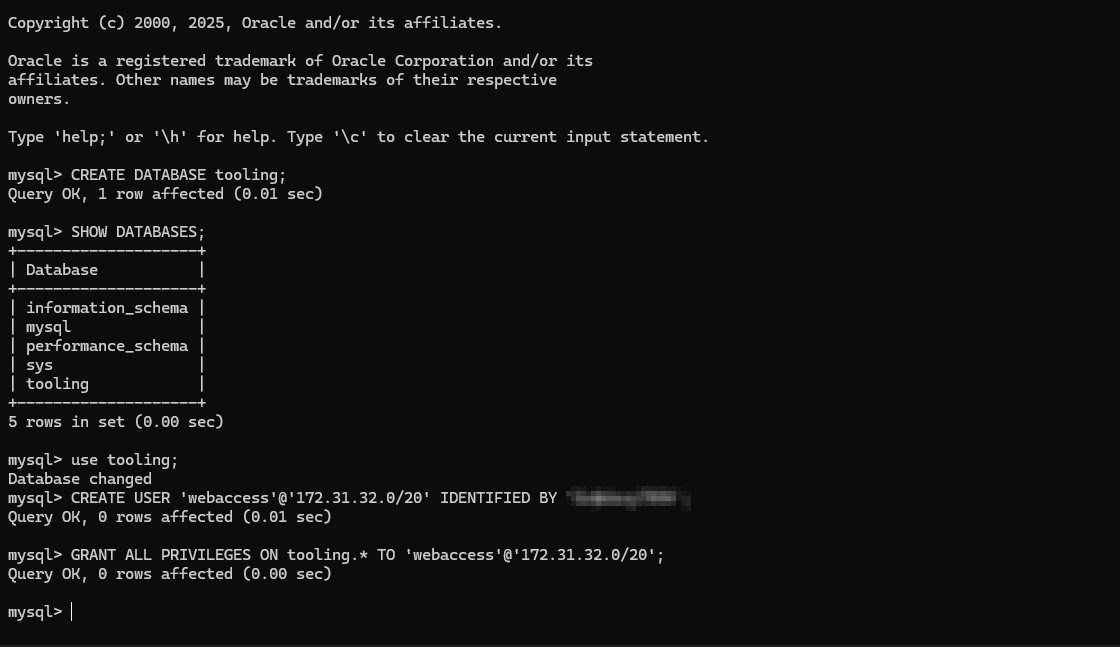 Copyright (c) 2000, 2025, Oracle and/or its affiliates.
Oracle is a registered trademark of Oracle Corporation and/or its
affiliates. Other names may be trademarks of their respective
owners.
Type 'help;' or '\h' for help. Type '\c' to clear the current input statement.
mysql> CREATE DATABASE tooling;
Query OK, 1 row affected (0.01 sec)
mysql> SHOW DATABASES;
+--------------------+
| Database           |
+--------------------+
| information_schema |
| mysql              |
| performance_schema |
| sys                |
| tooling            |
+--------------------+
5 rows in set (0.00 sec)
mysql> use tooling;
Database changed
mysql> CREATE USER 'webaccess'@'172.31.32.0/20' IDENTIFIED BY
Query OK, 0 rows affected (0.01 sec)
mysql> GRANT ALL PRIVILEGES ON tooling.* TO 'webaccess'@'172.31.32.0/20';
Query OK, 0 rows affected (0.00 sec)
mysql>